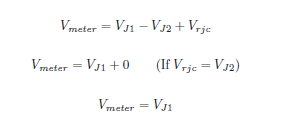 V_meter = V_J1 − V_J2 + V_rjc
V_meter = V_J1 + 0 (If V_rjc = V_J2)
V_meter = V_J1